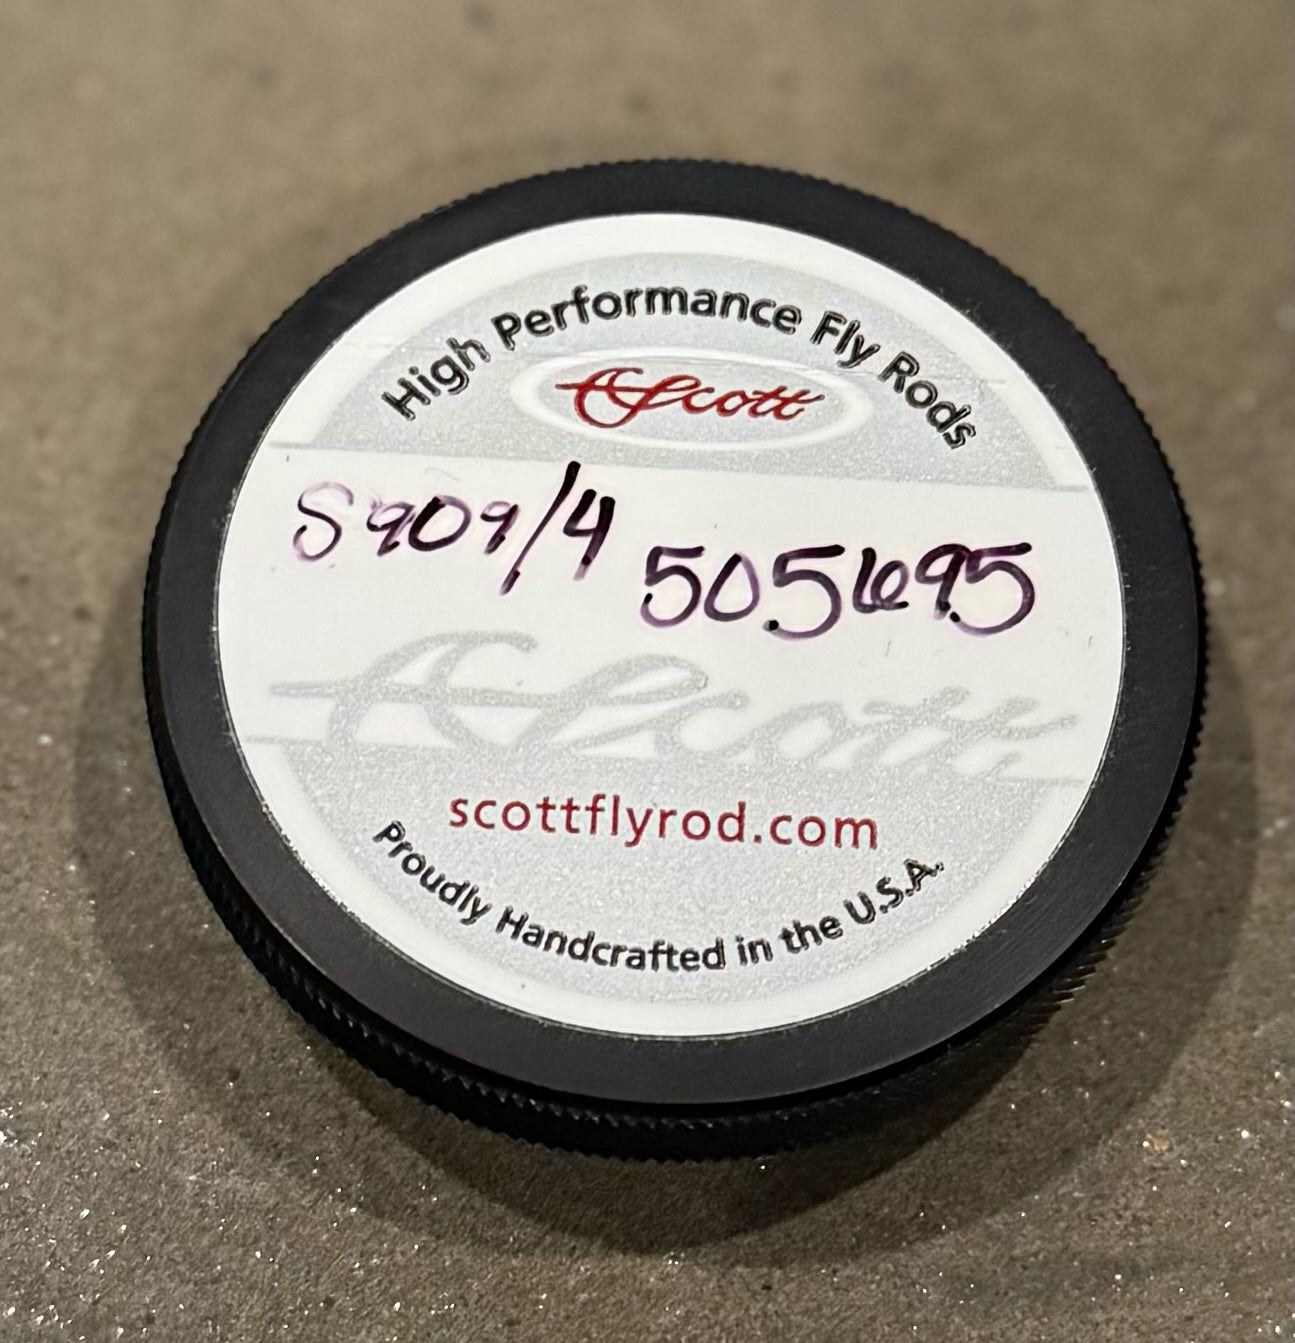 High Performance Fly Rods
Scott
S909/4 505695
Scott
scottflyrod.com
Proudly Handcrafted in the U.S.A.